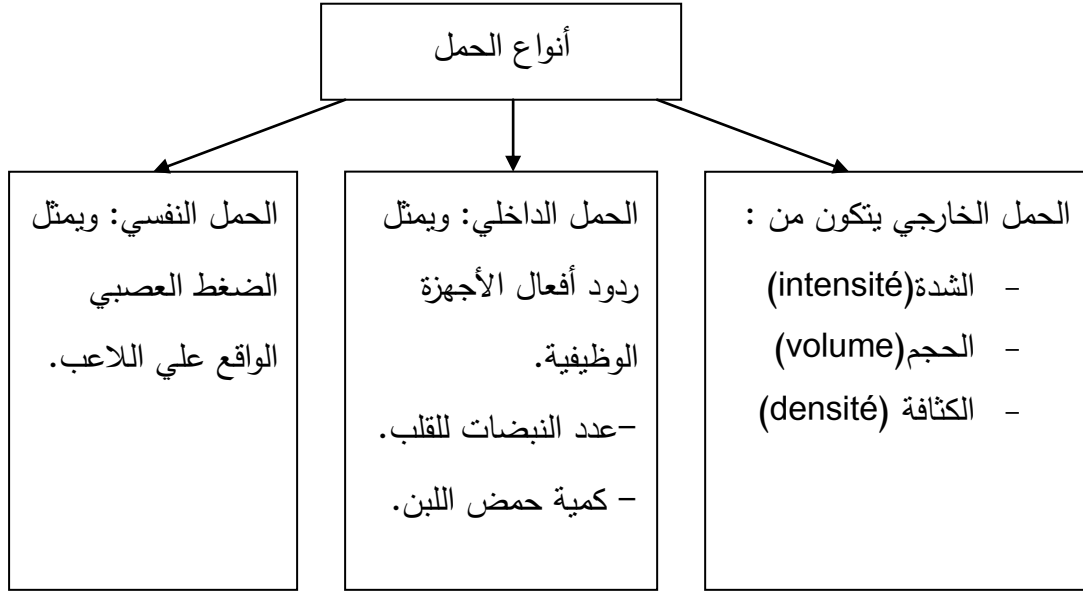 أنواع الحمل
الحمل الخارجي يتكون من :
- الشدة(intensité)
- الحجم(volume)
- الكثافة (densité)
الحمل الداخلي: ويمثل
ردود أفعال الأجهزة
الوظيفية.
-عدد النبضات للقلب.
- كمية حمض اللبن.
الحمل النفسي: ويمثل
الضغط العصبي
الواقع علي اللاعب.